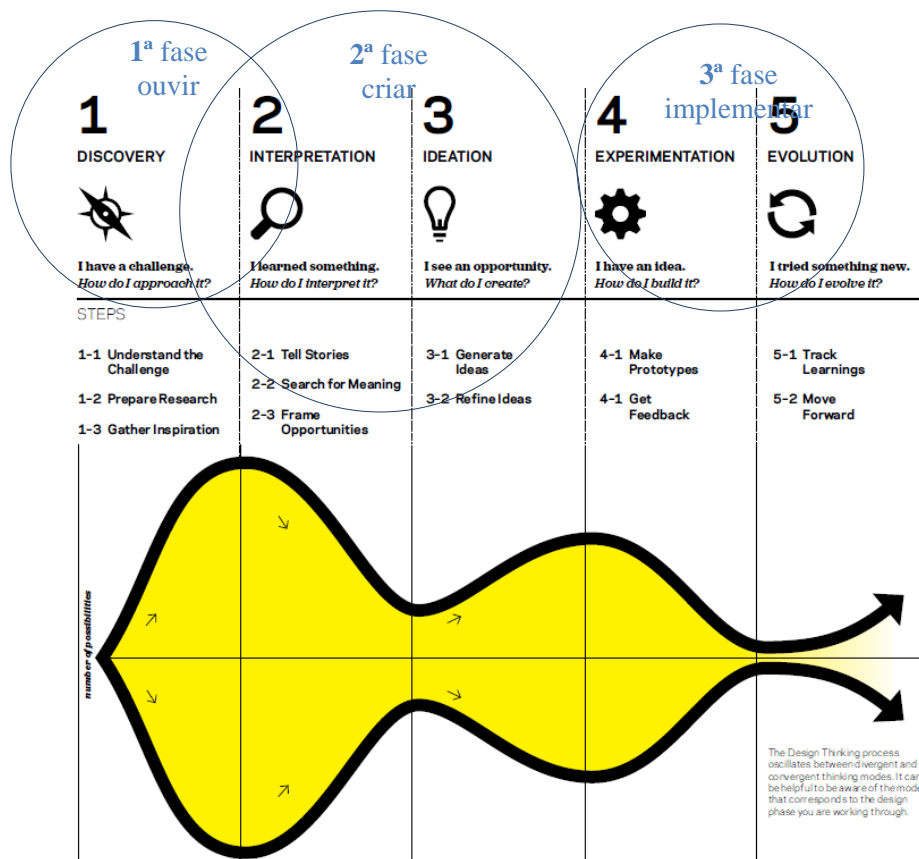 1ª fase
ouvir
2ª fase
criar
3ª fase
implementar
1
DISCOVERY
I have a challenge.
How do I approach it?
2
INTERPRETATION
I learned something.
How do I interpret it?
3
IDEATION
I see an opportunity.
What do I create?
4
EXPERIMENTATION
I have an idea.
How do I build it?
5
EVOLUTION
I tried something new.
How do I evolve it?
STEPS
1-1 Understand the
Challenge
1-2 Prepare Research
1-3 Gather Inspiration
2-1 Tell Stories
2-2 Search for Meaning
2-3 Frame
Opportunities
3-1 Generate
Ideas
3-2 Refine Ideas
4-1 Make
Prototypes
4-1 Get
Feedback
5-1 Track
Learnings
5-2 Move
Forward
number of possibilities
The Design Thinking process
oscillates between divergent and
convergent thinking modes. It can
be helpful to be aware of the mode
that corresponds to the design
phase you are working through.